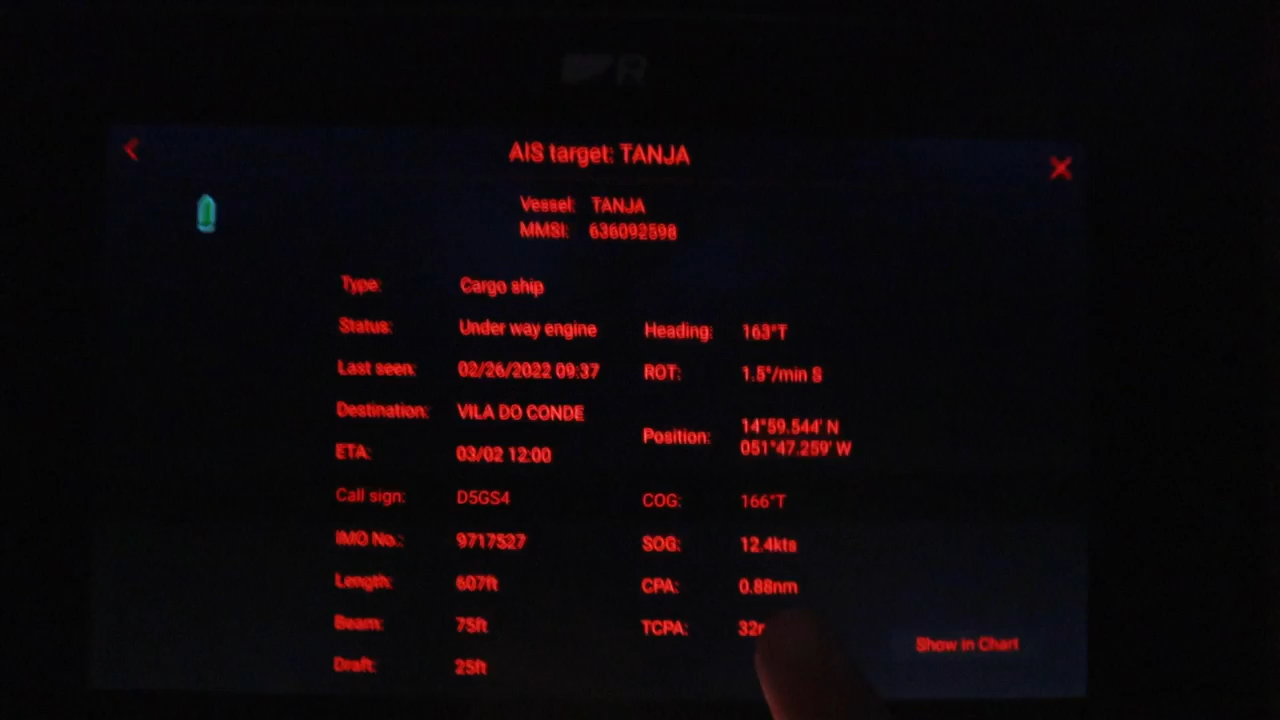 R
AIS target: TANJA
Vessel: TANJA
MMSI: 636092598
Type: Cargo ship
Status: Under way engine
Heading: 163°T
Last seen: 02/26/2022 09:37
ROT: 1.5°/min S
Destination: VILA DO CONDE
Position: 14°59.544' N
051°47.259' W
ETA: 03/02 12:00
Call sign: D5GS4
COG: 166°T
IMO No.: 9717527
SOG: 12.4kts
Length: 607ft
CPA: 0.88nm
Beam: 75ft
TCPA: 32
Draft: 25ft
Show in Chart